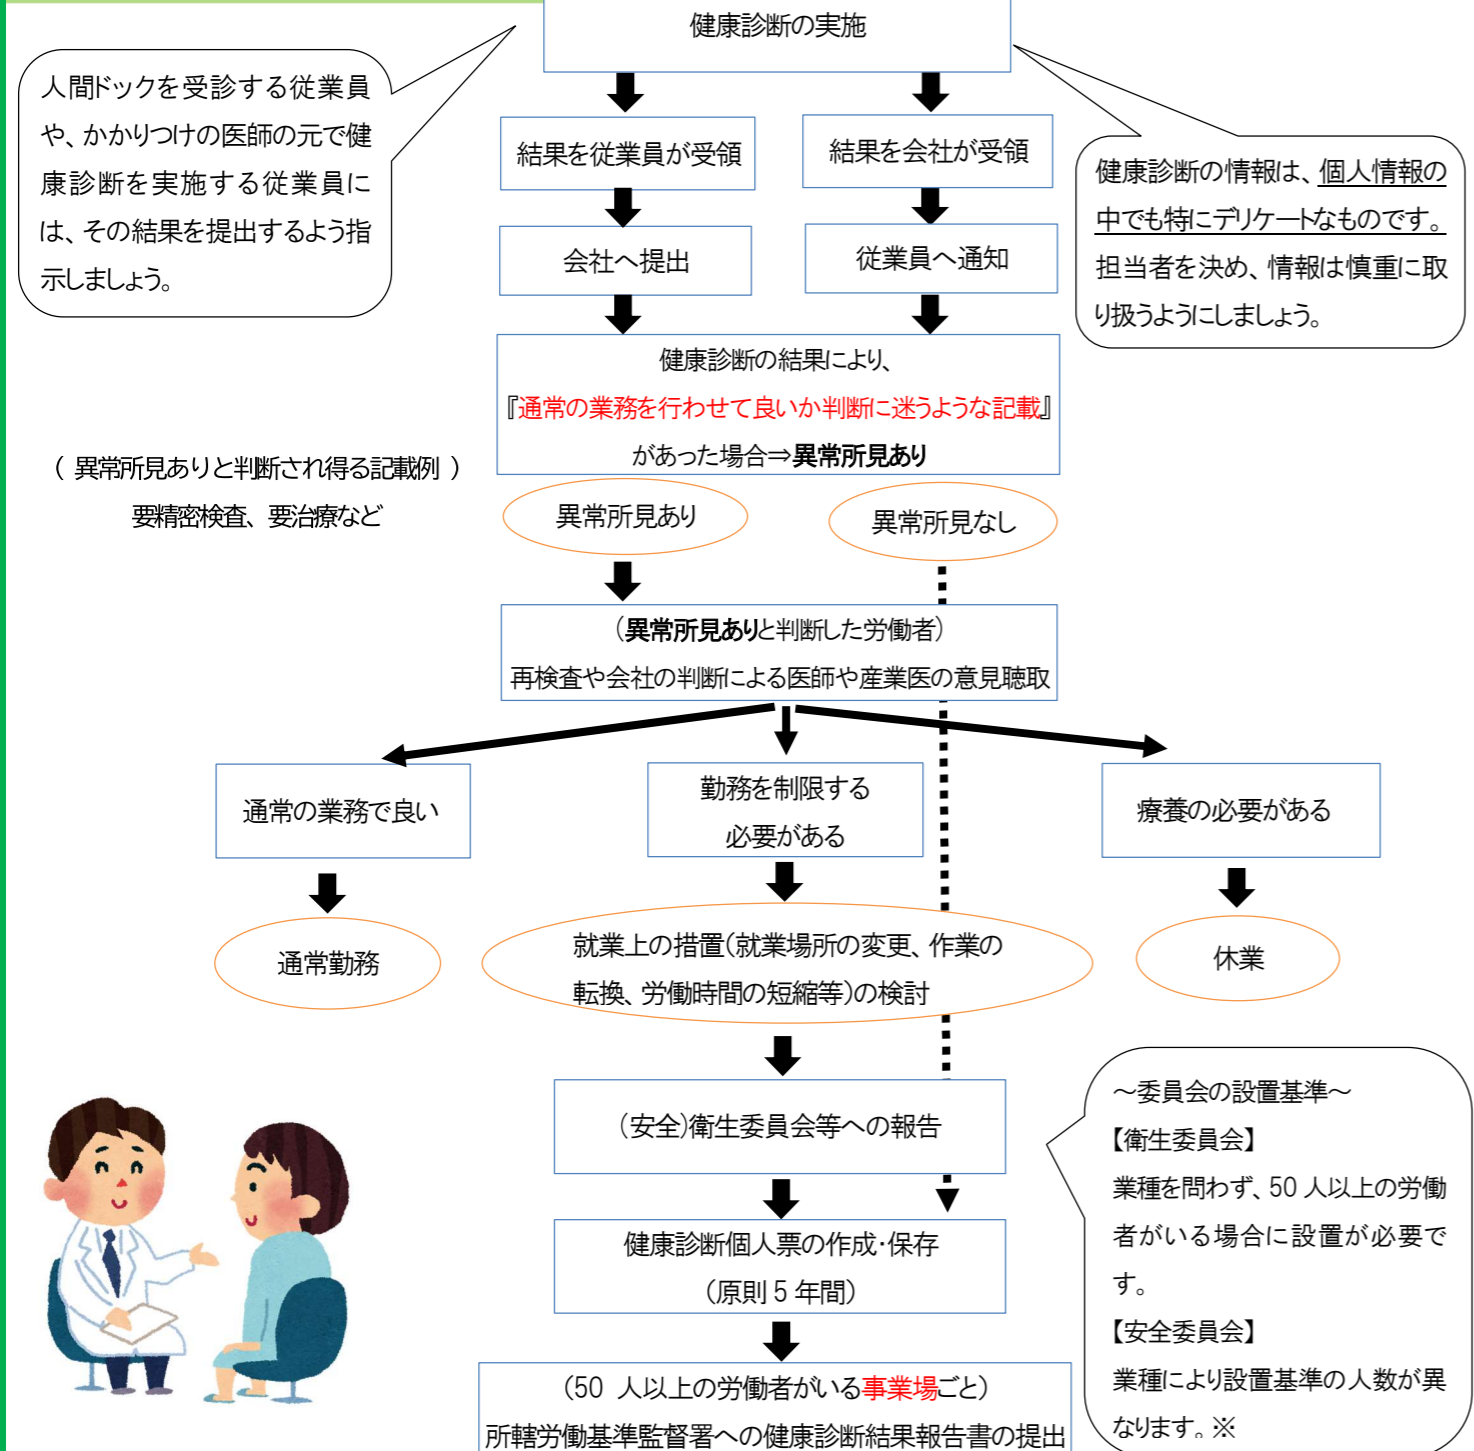 健康診断の実施
人間ドックを受診する従業員
や、かかりつけの医師の元で健
康診断を実施する従業員に
は、その結果を提出するよう指
示しましょう。
結果を従業員が受領
結果を会社が受領
健康診断の情報は、個人情報の
中でも特にデリケートなものです。
担当者を決め、情報は慎重に取
り扱うようにしましょう。
会社へ提出
従業員へ通知
健康診断の結果により、
『通常の業務を行わせて良いか判断に迷うような記載』
があった場合⇒異常所見あり
（ 異常所見ありと判断され得る記載例 ）
要精密検査、要治療など
異常所見あり
異常所見なし
（異常所見ありと判断した労働者）
再検査や会社の判断による医師や産業医の意見聴取
通常の業務で良い
勤務を制限する
必要がある
療養の必要がある
通常勤務
就業上の措置（就業場所の変更、作業の
転換、労働時間の短縮等）の検討
休業
（安全）衛生委員会等への報告
健康診断個人票の作成・保存
（原則 5 年間）
（50 人以上の労働者がいる事業場ごと）
所轄労働基準監督署への健康診断結果報告書の提出
～委員会の設置基準～
【衛生委員会】
業種を問わず、50 人以上の労働
者がいる場合に設置が必要で
す。
【安全委員会】
業種により設置基準の人数が異
なります。※